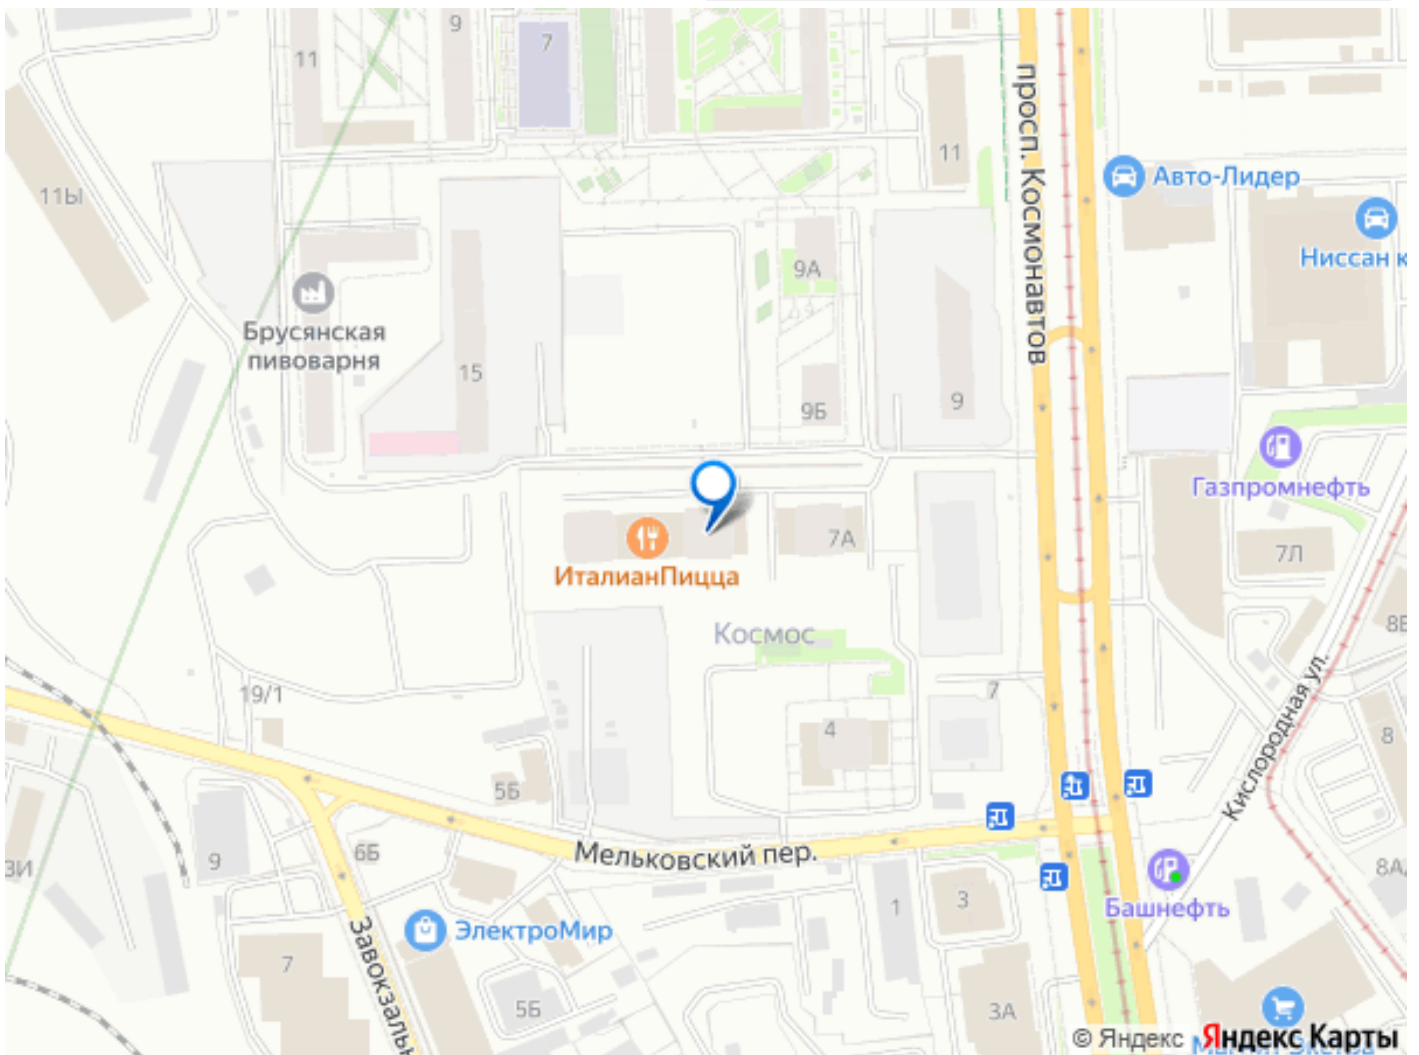 9
7
11
просп. Космонавтов
11
11Ы
Авто-Лидер
Ниссан к
9А
Брусянская
пивоварня
15
9Б
9
Газпромнефть
7А
7Л
ИталианПицца
Космос
8Б
19/1
7
4
8
Кислородная ул.
5Б
Мельковский пер.
6Б
9
3И
8А
Башнефть
1
3
ЭлектроМир
Завокзальн
7
5Б
3А
© Яндекс Яндекс Карты